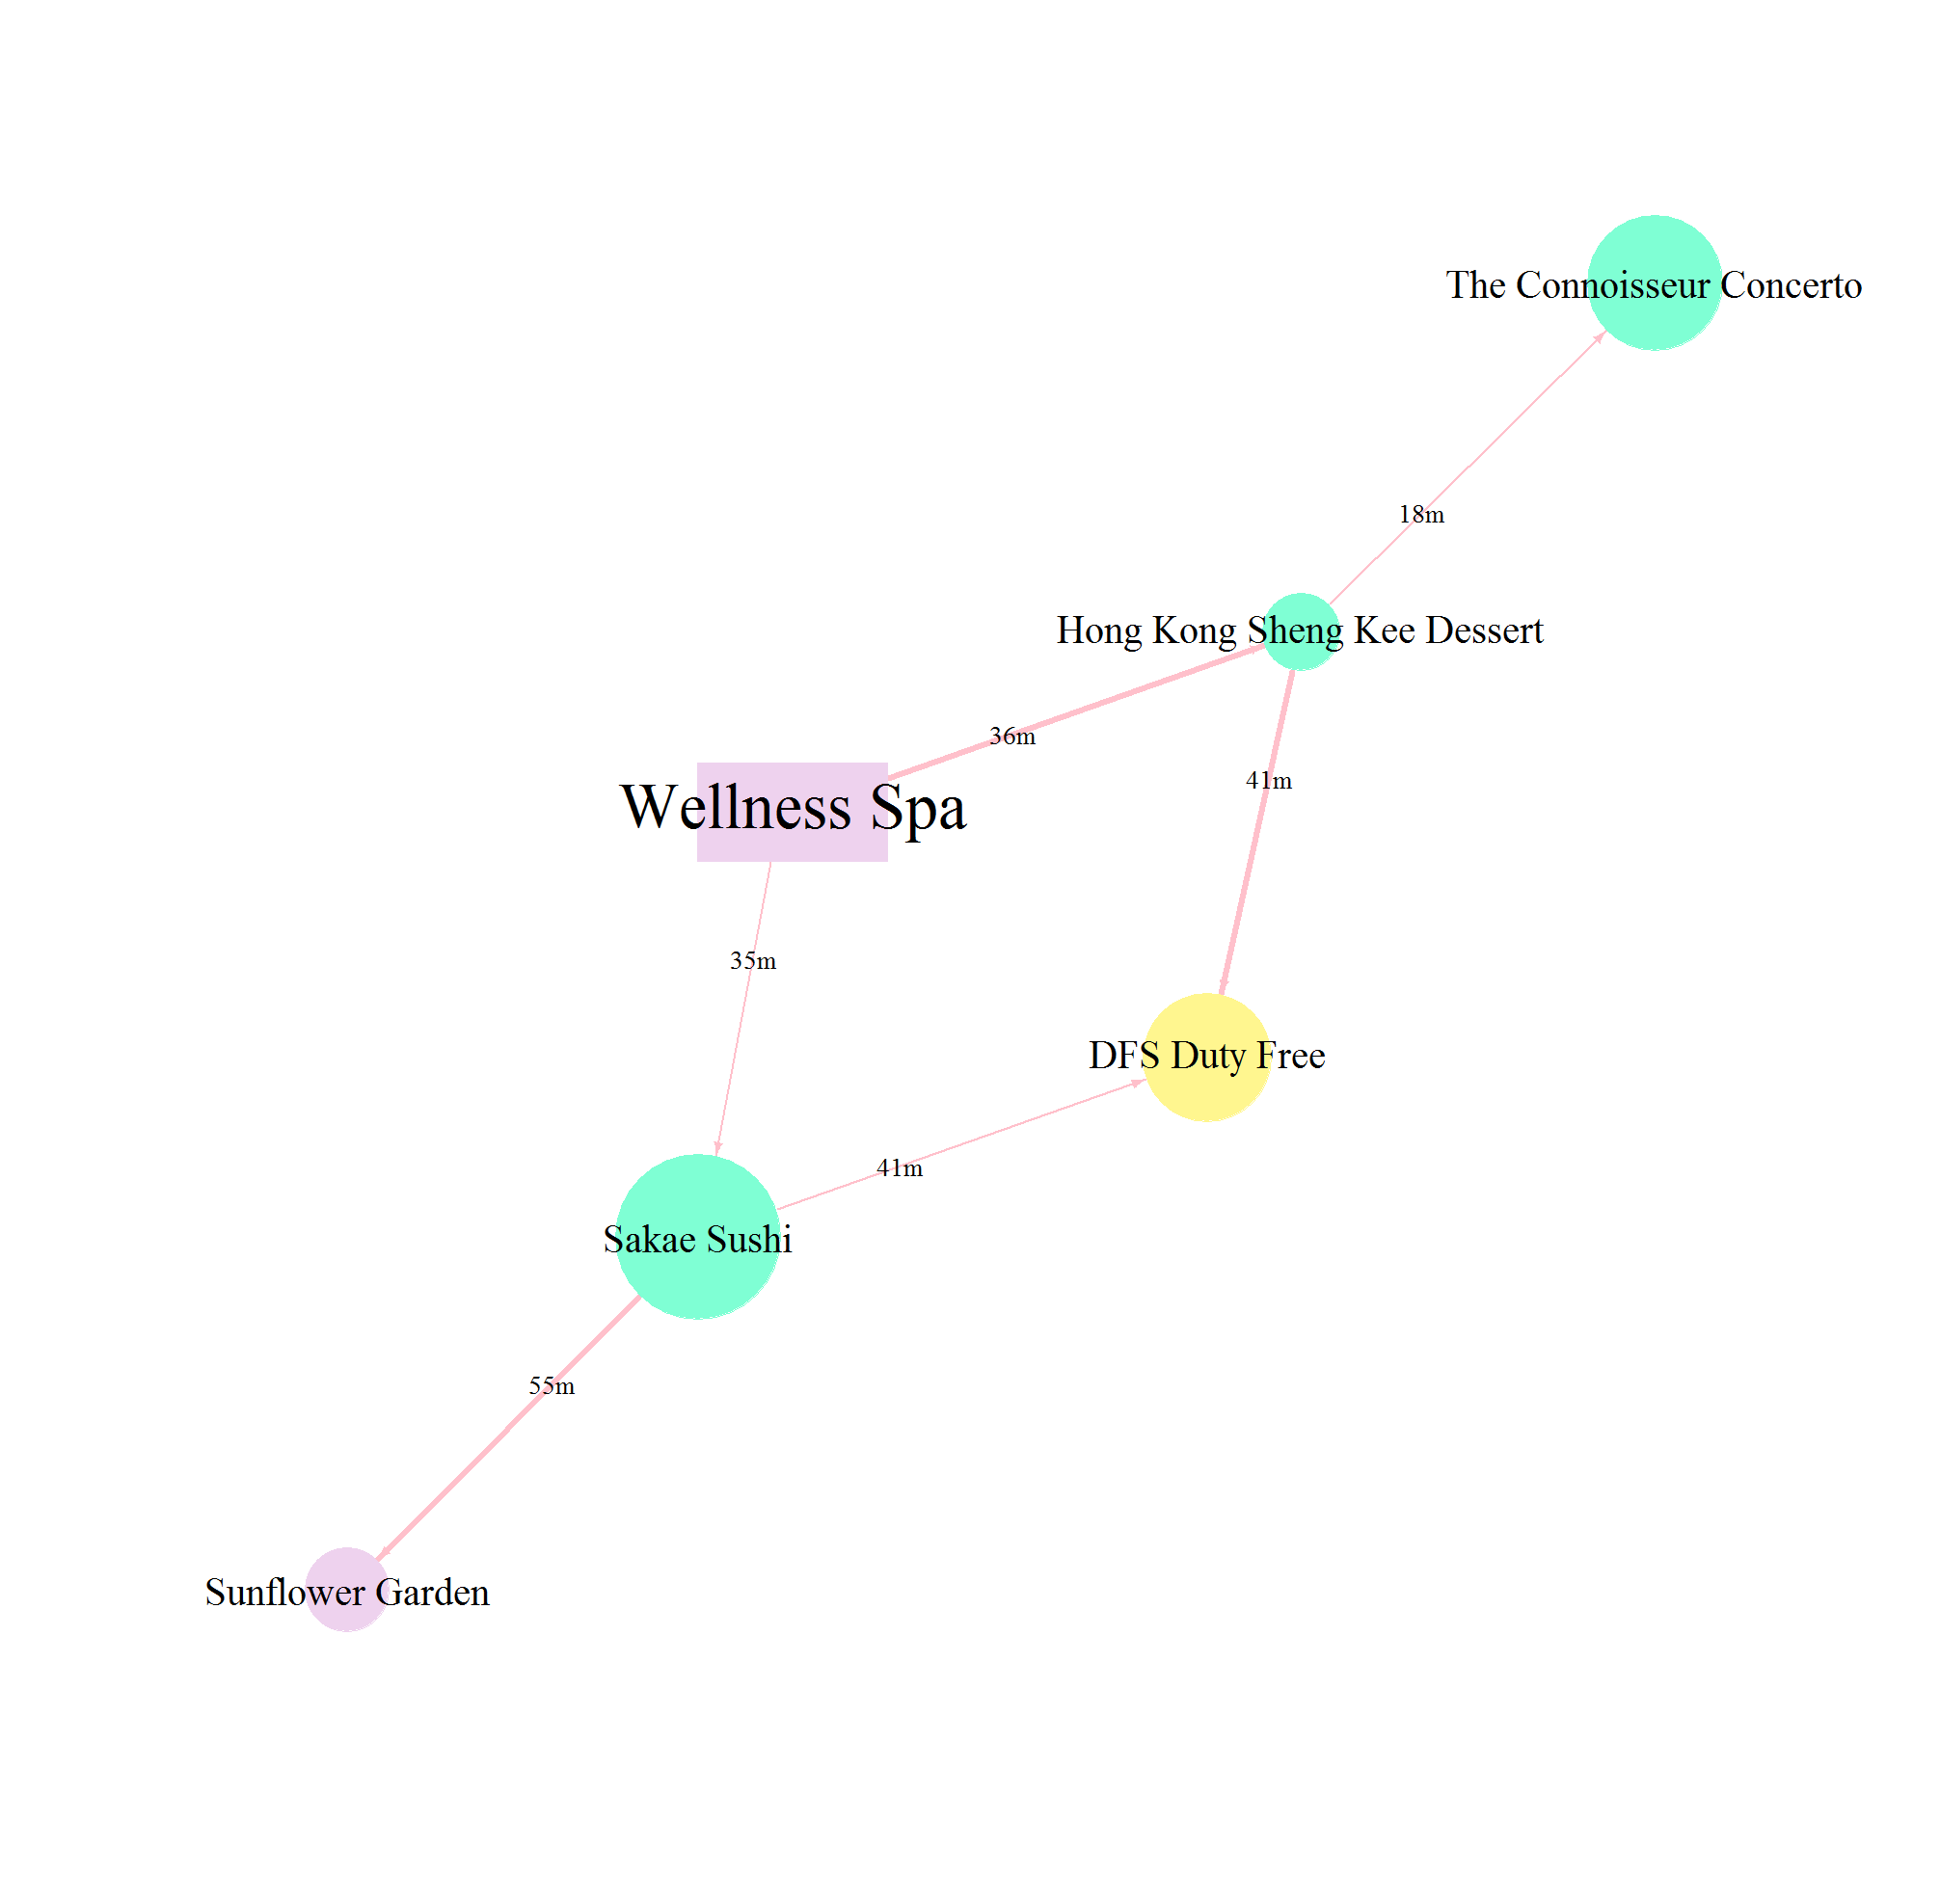 The Connoisseur Concerto
18m
Hong Kong Sheng Kee Dessert
36m
41m
Wellness Spa
35m
DFS Duty Free
41m
Sakae Sushi
55m
Sunflower Garden